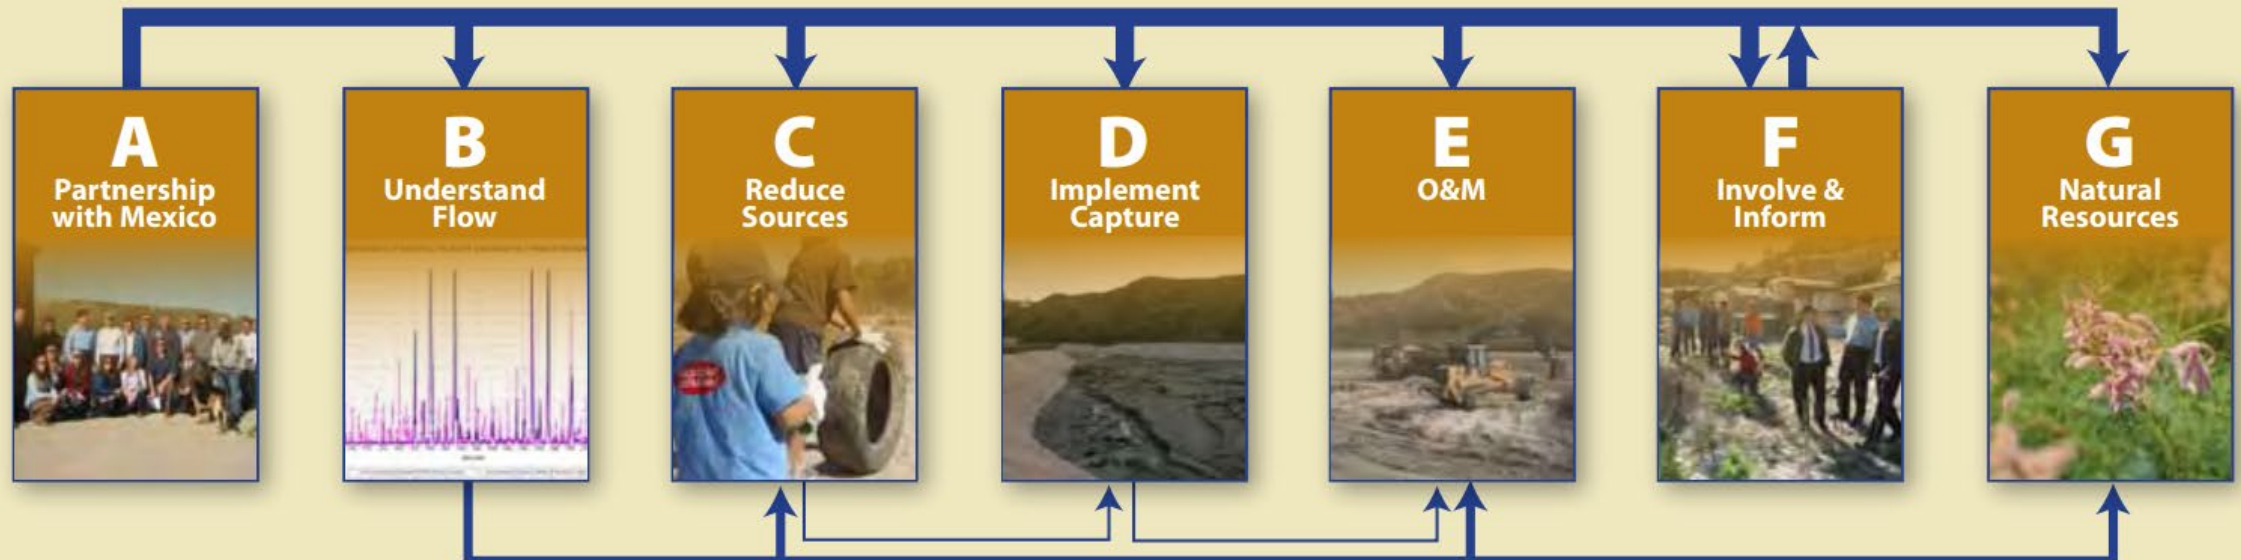 A
Partnership
with Mexico
B
Understand
Flow
C
Reduce
Sources
D
Implement
Capture
E
O&M
F
Involve &
Inform
G
Natural
Resources